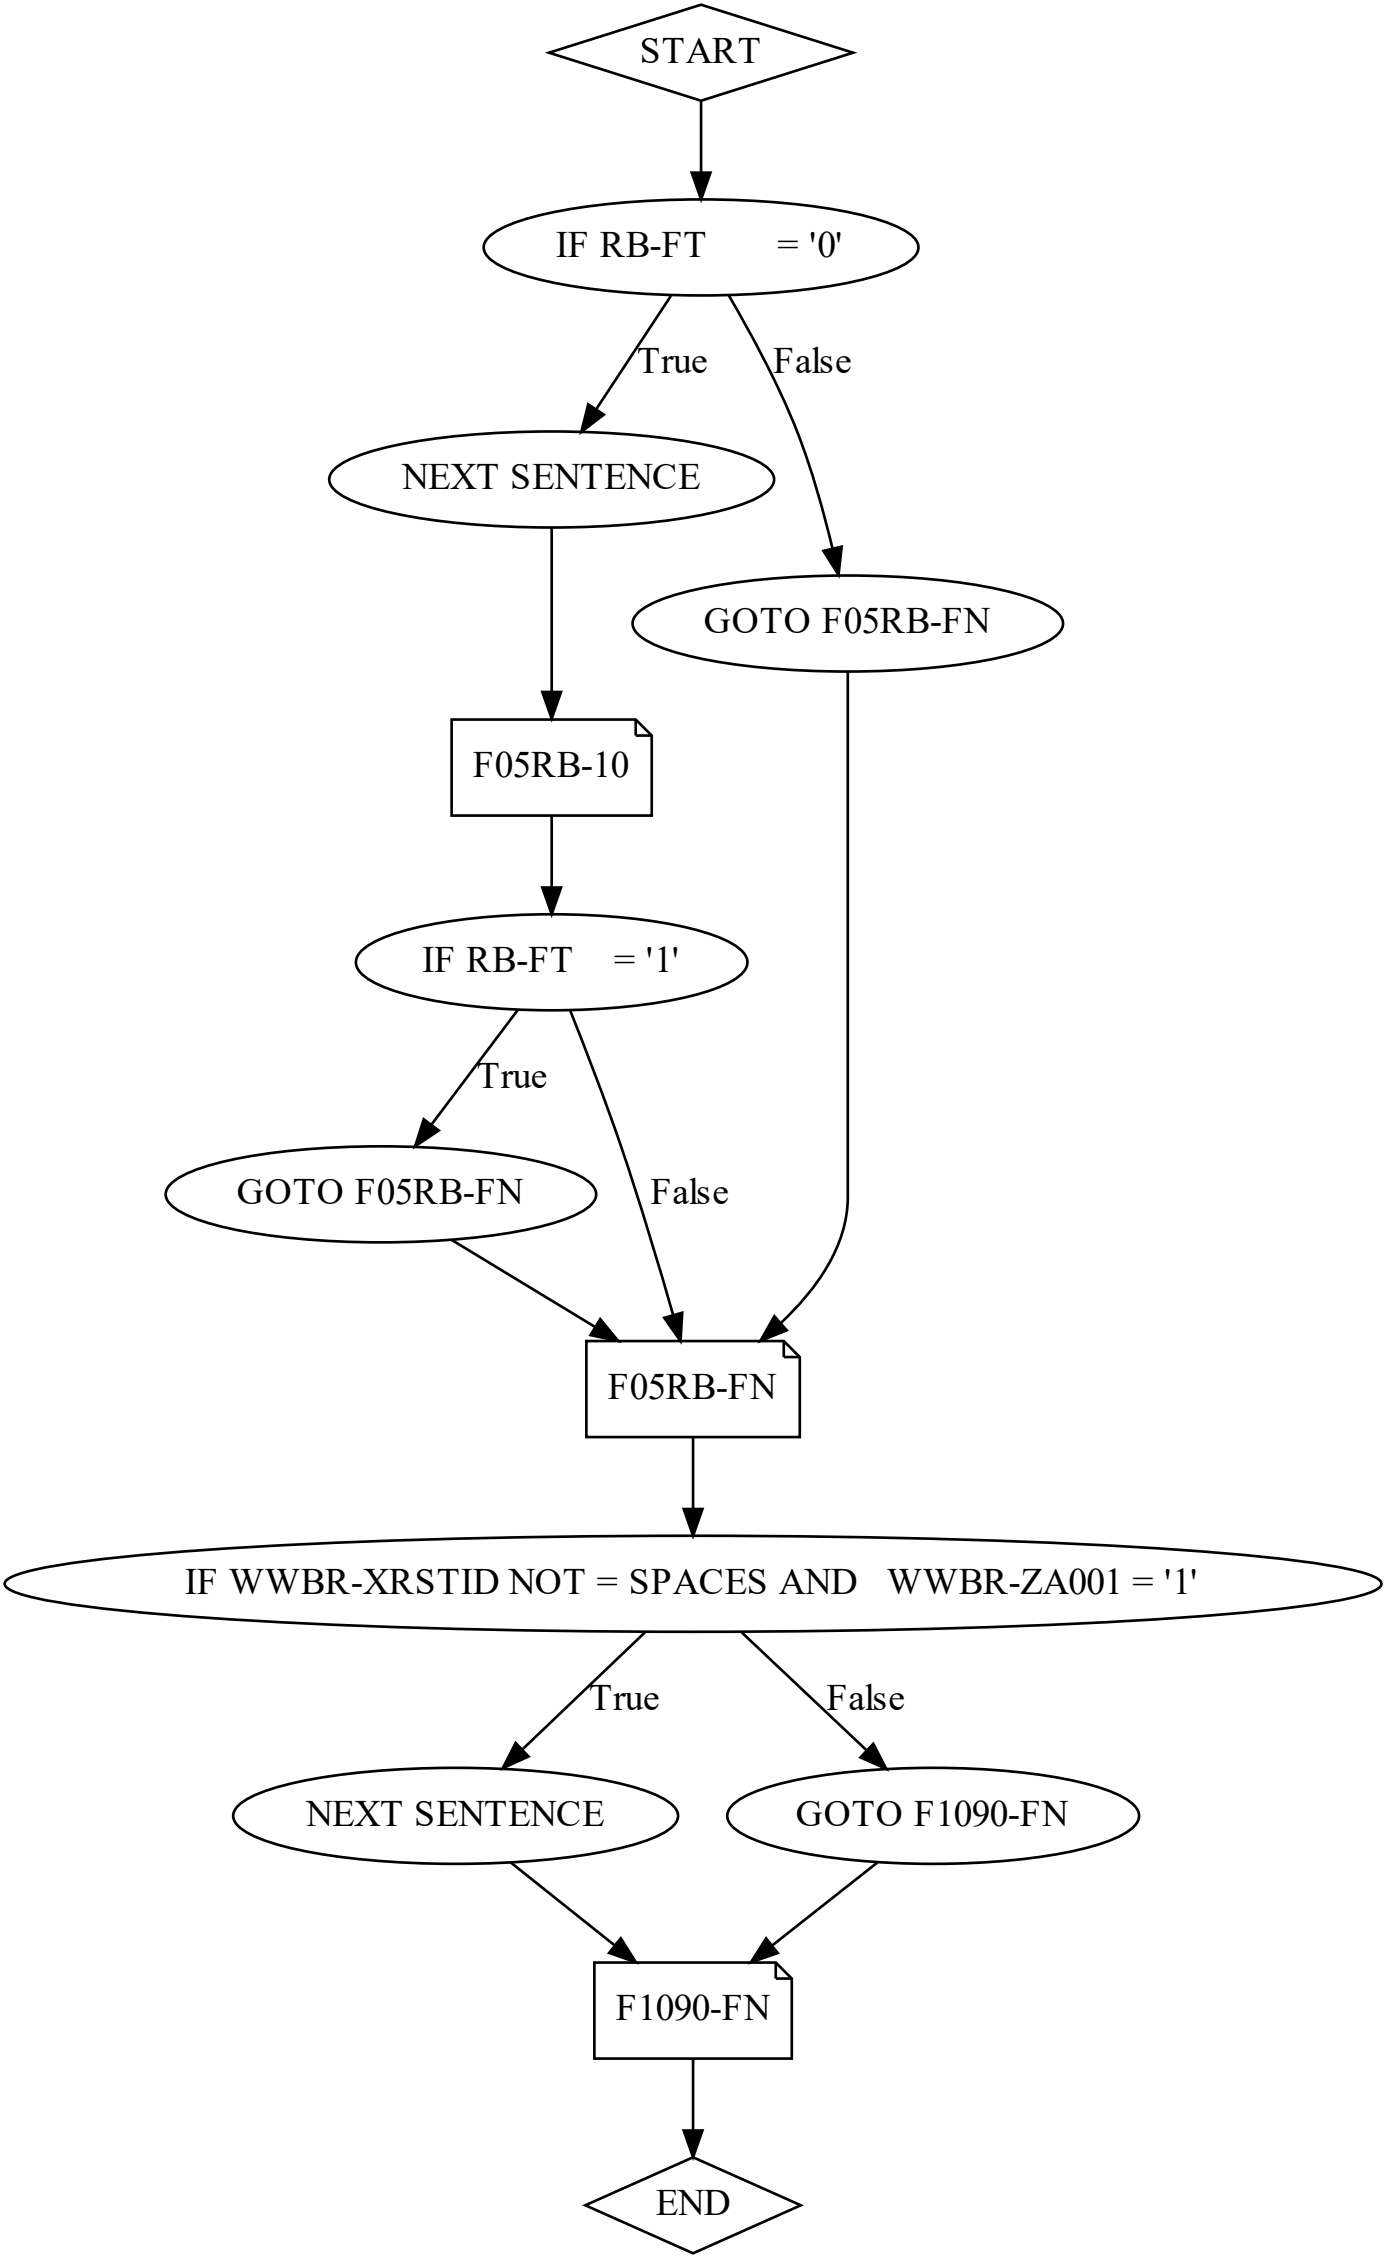 START
IF RB-FT = '0'
True
False
NEXT SENTENCE
GOTO F05RB-FN
F05RB-10
IF RB-FT = '1'
True
False
GOTO F05RB-FN
F05RB-FN
IF WWBR-XRSTID NOT = SPACES AND WWBR-ZA001 = '1'
True
False
NEXT SENTENCE
GOTO F1090-FN
F1090-FN
END